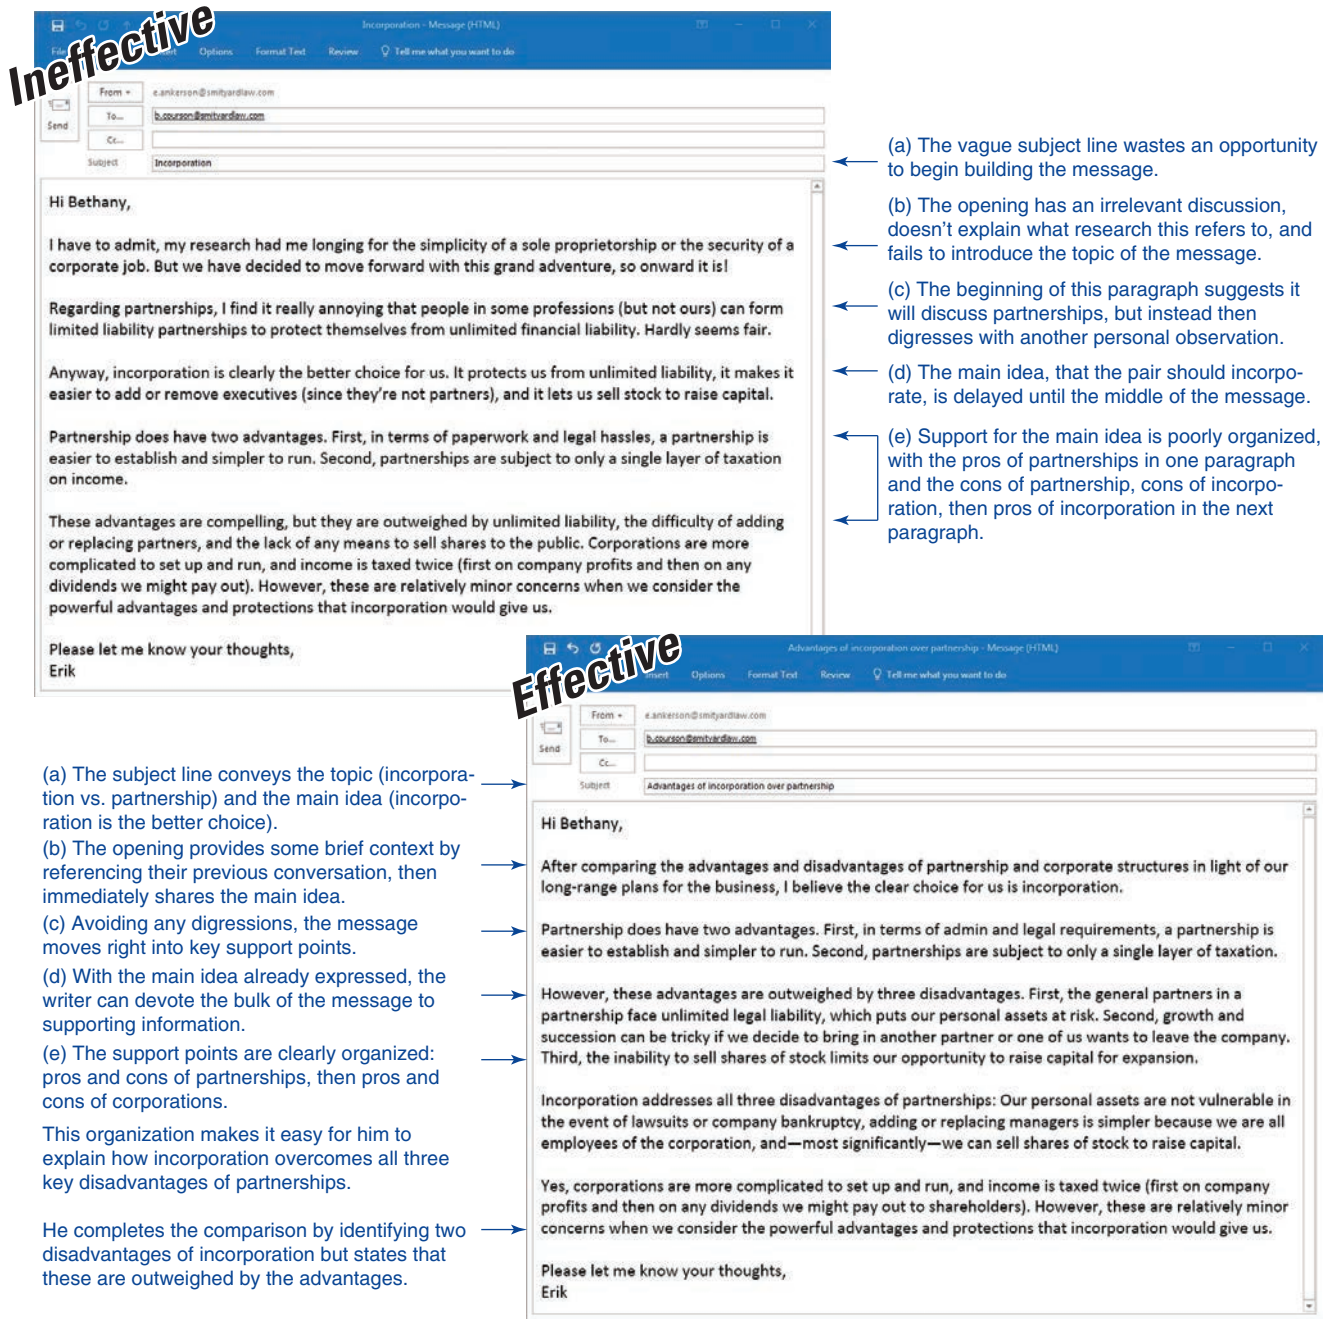 Ineffective
Incorporation - Message (HTML)
File
Insert Options Format Text Review Tell me what you want to do
Send
From
e.ankerson@smityardlaw.com
To...
b.courson@smityardlaw.com
Cc...
Subject
Incorporation
Hi Bethany,
I have to admit, my research had me longing for the simplicity of a sole proprietorship or the security of a
corporate job. But we have decided to move forward with this grand adventure, so onward it is!
Regarding partnerships, I find it really annoying that people in some professions (but not ours) can form
limited liability partnerships to protect themselves from unlimited financial liability. Hardly seems fair.
Anyway, incorporation is clearly the better choice for us. It protects us from unlimited liability, it makes it
easier to add or remove executives (since they're not partners), and it lets us sell stock to raise capital.
Partnership does have two advantages. First, in terms of paperwork and legal hassles, a partnership is
easier to establish and simpler to run. Second, partnerships are subject to only a single layer of taxation
on income.
These advantages are compelling, but they are outweighed by unlimited liability, the difficulty of adding
or replacing partners, and the lack of any means to sell shares to the public. Corporations are more
complicated to set up and run, and income is taxed twice (first on company profits and then on any
dividends we might pay out). However, these are relatively minor concerns when we consider the
powerful advantages and protections that incorporation would give us.
Please let me know your thoughts,
Erik
(a) The vague subject line wastes an opportunity
to begin building the message.
(b) The opening has an irrelevant discussion,
doesn't explain what research this refers to, and
fails to introduce the topic of the message.
(c) The beginning of this paragraph suggests it
will discuss partnerships, but instead then
digresses with another personal observation.
(d) The main idea, that the pair should incorpo-
rate, is delayed until the middle of the message.
(e) Support for the main idea is poorly organized,
with the pros of partnerships in one paragraph
and the cons of partnership, cons of incorpo-
ration, then pros of incorporation in the next
paragraph.
Effective
Advantages of incorporation over partnership - Message (HTML)
Insert Options Format Text Review Tell me what you want to do
Send
From
e.ankerson@smityardlaw.com
To...
b.courson@smityardlaw.com
Cc...
Subject
Advantages of incorporation over partnership
Hi Bethany,
After comparing the advantages and disadvantages of partnership and corporate structures in light of our
long-range plans for the business, I believe the clear choice for us is incorporation.
Partnership does have two advantages. First, in terms of admin and legal requirements, a partnership is
easier to establish and simpler to run. Second, partnerships are subject to only a single layer of taxation.
However, these advantages are outweighed by three disadvantages. First, the general partners in a
partnership face unlimited legal liability, which puts our personal assets at risk. Second, growth and
succession can be tricky if we decide to bring in another partner or one of us wants to leave the company.
Third, the inability to sell shares of stock limits our opportunity to raise capital for expansion.
Incorporation addresses all three disadvantages of partnerships: Our personal assets are not vulnerable in
the event of lawsuits or company bankruptcy, adding or replacing managers is simpler because we are all
employees of the corporation, and—most significantly—we can sell shares of stock to raise capital.
Yes, corporations are more complicated to set up and run, and income is taxed twice (first on company
profits and then on any dividends we might pay out to shareholders). However, these are relatively minor
concerns when we consider the powerful advantages and protections that incorporation would give us.
Please let me know your thoughts,
Erik
(a) The subject line conveys the topic (incorpora-
tion vs. partnership) and the main idea (incorpo-
ration is the better choice).
(b) The opening provides some brief context by
referencing their previous conversation, then
immediately shares the main idea.
(c) Avoiding any digressions, the message
moves right into key support points.
(d) With the main idea already expressed, the
writer can devote the bulk of the message to
supporting information.
(e) The support points are clearly organized:
pros and cons of partnerships, then pros and
cons of corporations.
This organization makes it easy for him to
explain how incorporation overcomes all three
key disadvantages of partnerships.
He completes the comparison by identifying two
disadvantages of incorporation but states that
these are outweighed by the advantages.